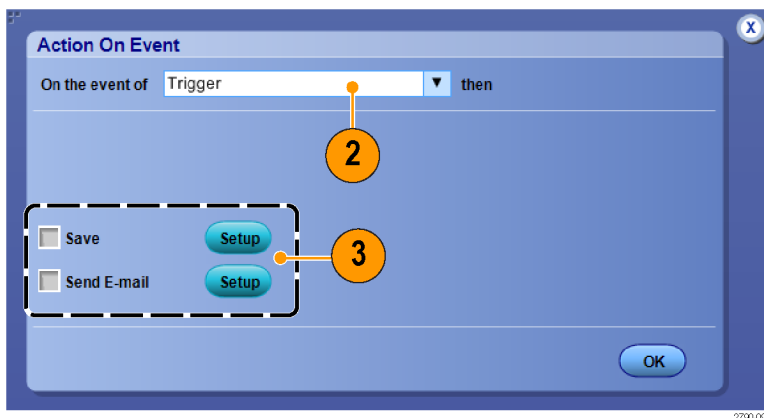 X
Action On Event
On the event of Trigger ▼ then
2
Save Setup
3
Send E-mail Setup
OK